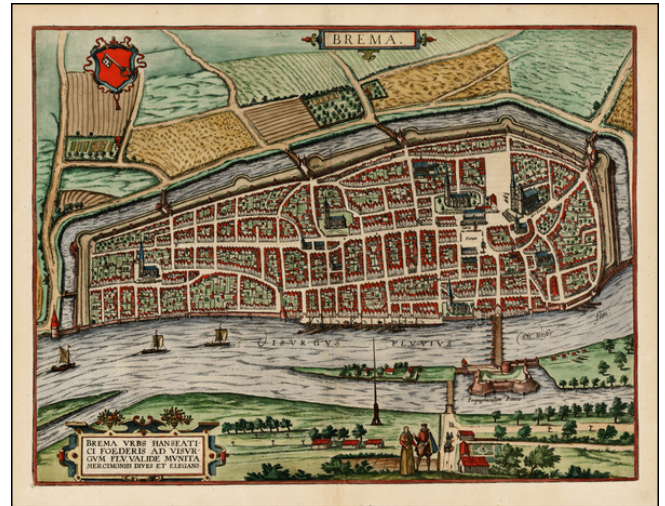 BREMA.
VISVRGVS FLVVIVS
BREMA VRBS HANSEATI
CI FOEDERIS AD VISVR
GVM FLV. VALIDE MVNITA
MERCIMONIIS DIVES ET ELEGANS